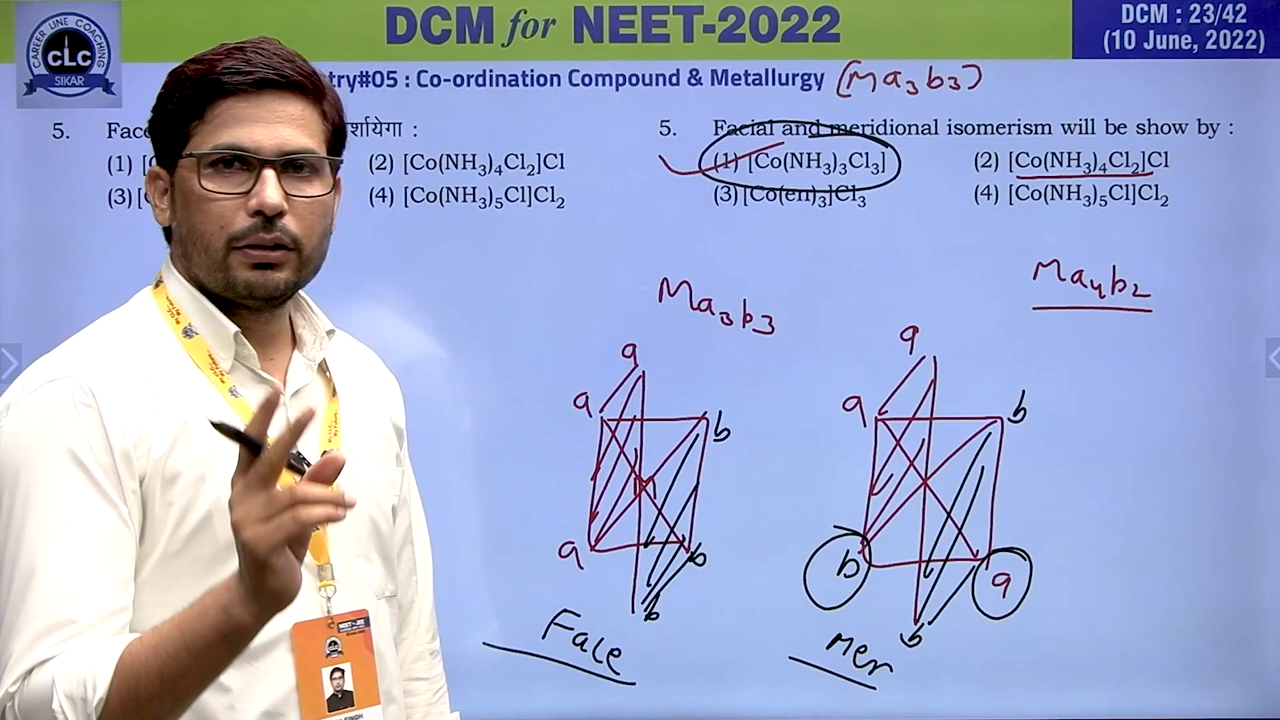 DCM for NEET-2022
DCM : 23/42
(10 June, 2022)
CAREER LINE COACHING
CLC
SIKAR
try#05 : Co-ordination Compound & Metallurgy (Ma₃b₃)
5. Fac र्शायेगा :
(1) [C (2) [Co(NH₃)₄Cl₂]Cl
(3) [C (4) [Co(NH₃)₅Cl]Cl₂
5. Facial and meridional isomerism will be show by :
(1) [Co(NH₃)₃Cl₃] (2) [Co(NH₃)₄Cl₂]Cl
(3) [Co(en)₃]Cl₃ (4) [Co(NH₃)₅Cl]Cl₂
Ma₄b₂
Ma₃b₃
a
a b
a b
b
Face
a
a b
b a
b
Mer